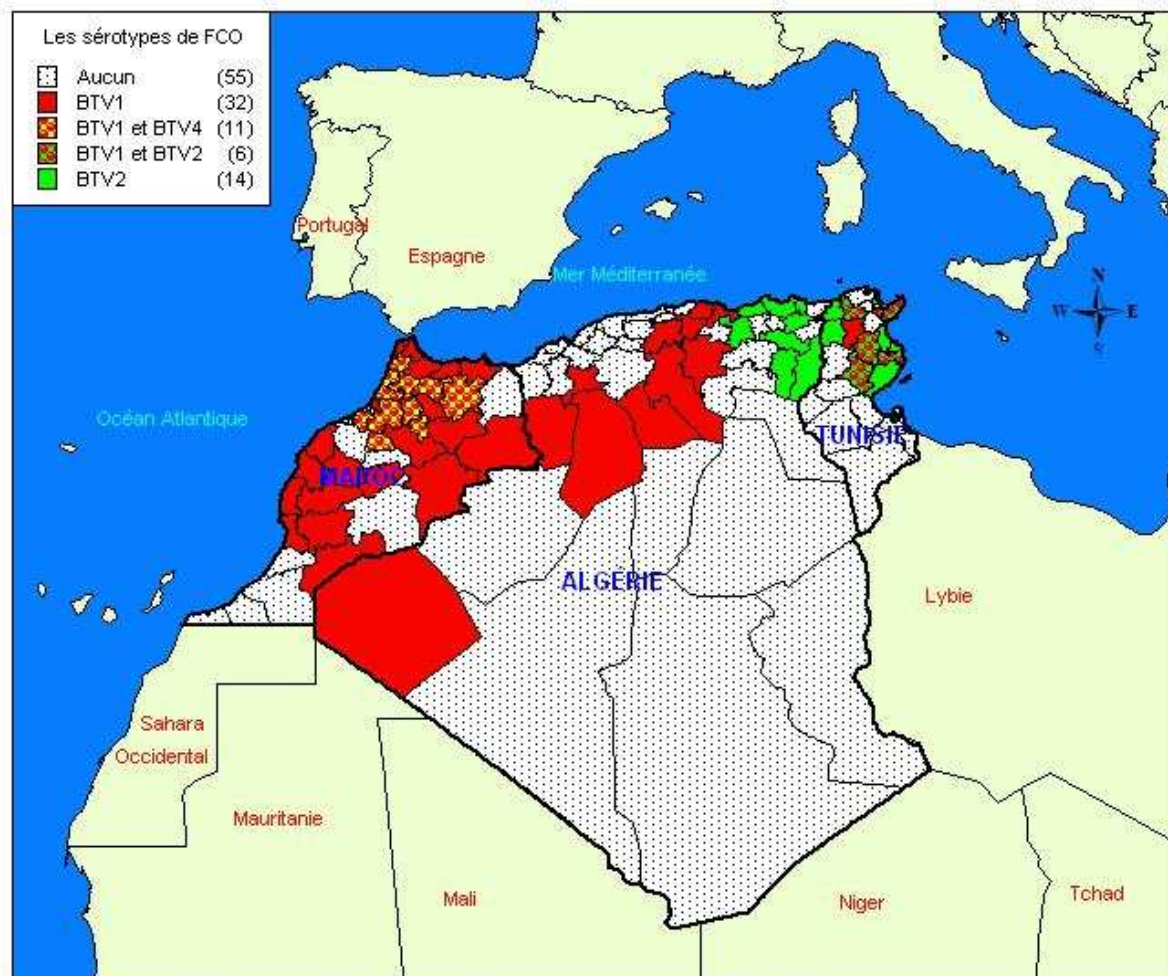 Les sérotypes de FCO
Aucun (55)
BTV1 (32)
BTV1 et BTV4 (11)
BTV1 et BTV2 (6)
BTV2 (14)
Portugal
Espagne
Mer Méditerranée
N
W E
S
Océan Atlantique
TUNISIE
MAROC
ALGÉRIE
Lybie
Sahara
Occidental
Mauritanie
Mali
Niger
Tchad